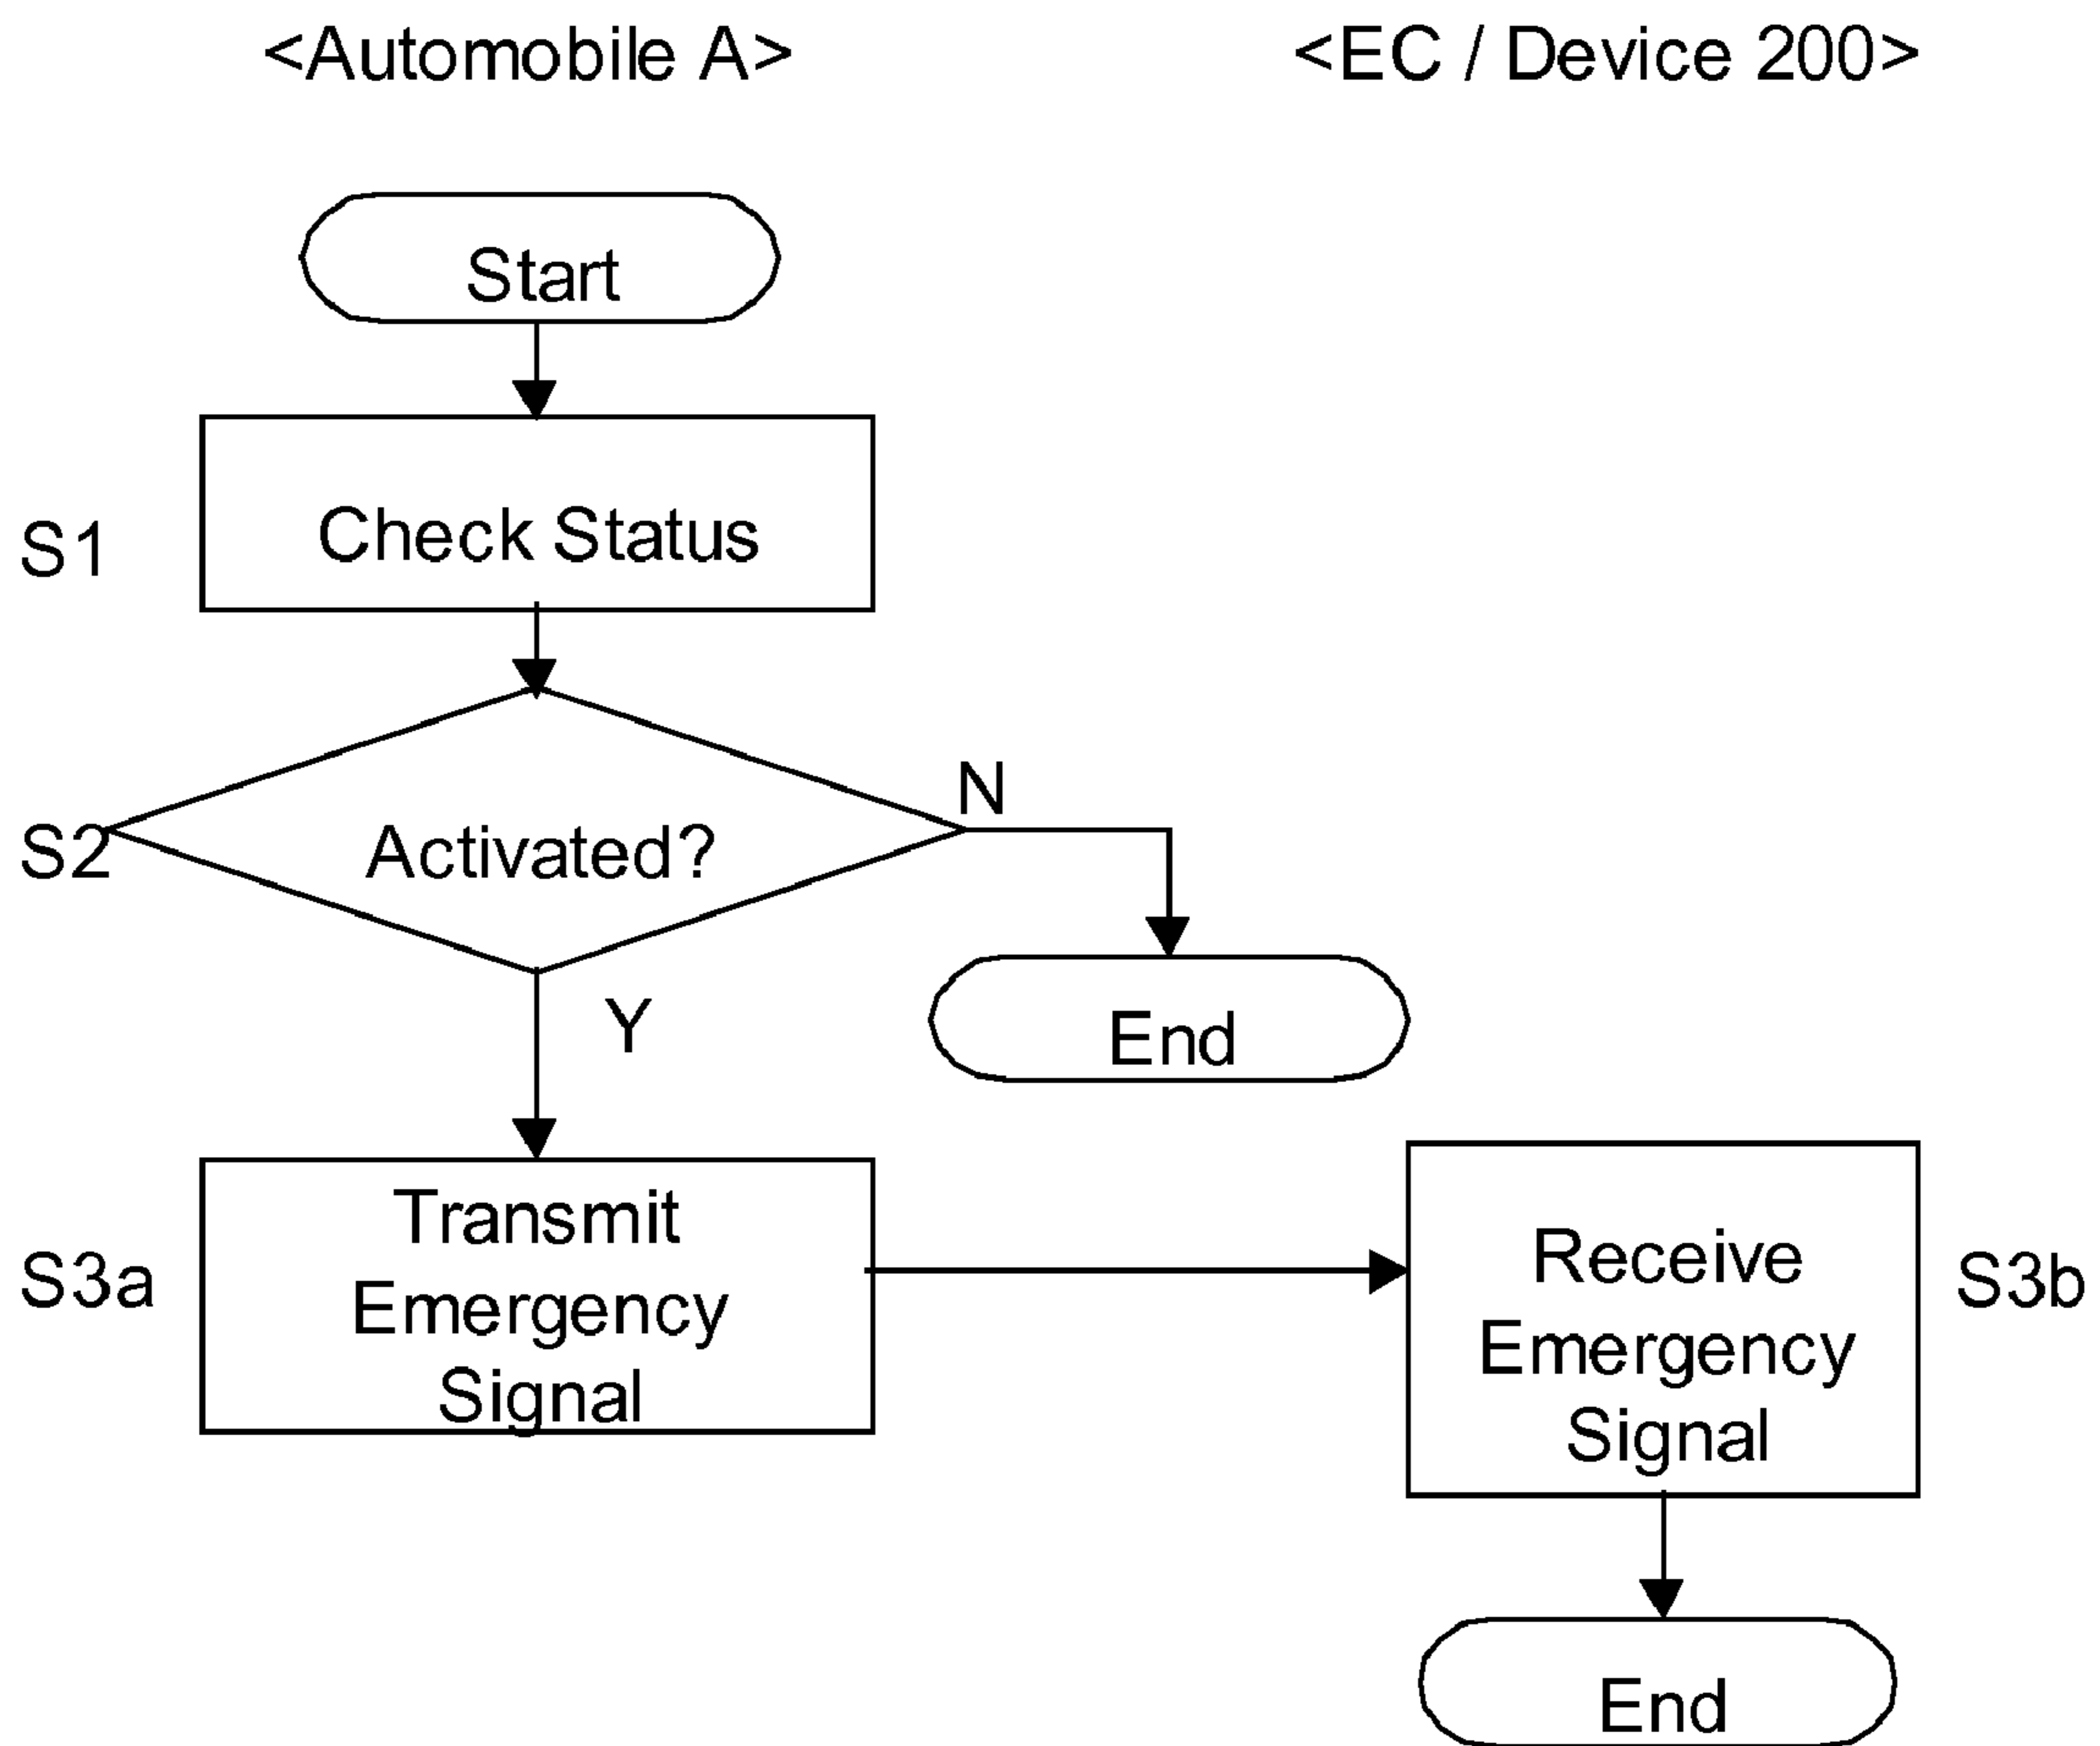 <Automobile A>
<EC / Device 200>
Start
S1
Check Status
S2
Activated?
N
Y
End
S3a
Transmit
Emergency
Signal
Receive
Emergency
Signal
S3b
End